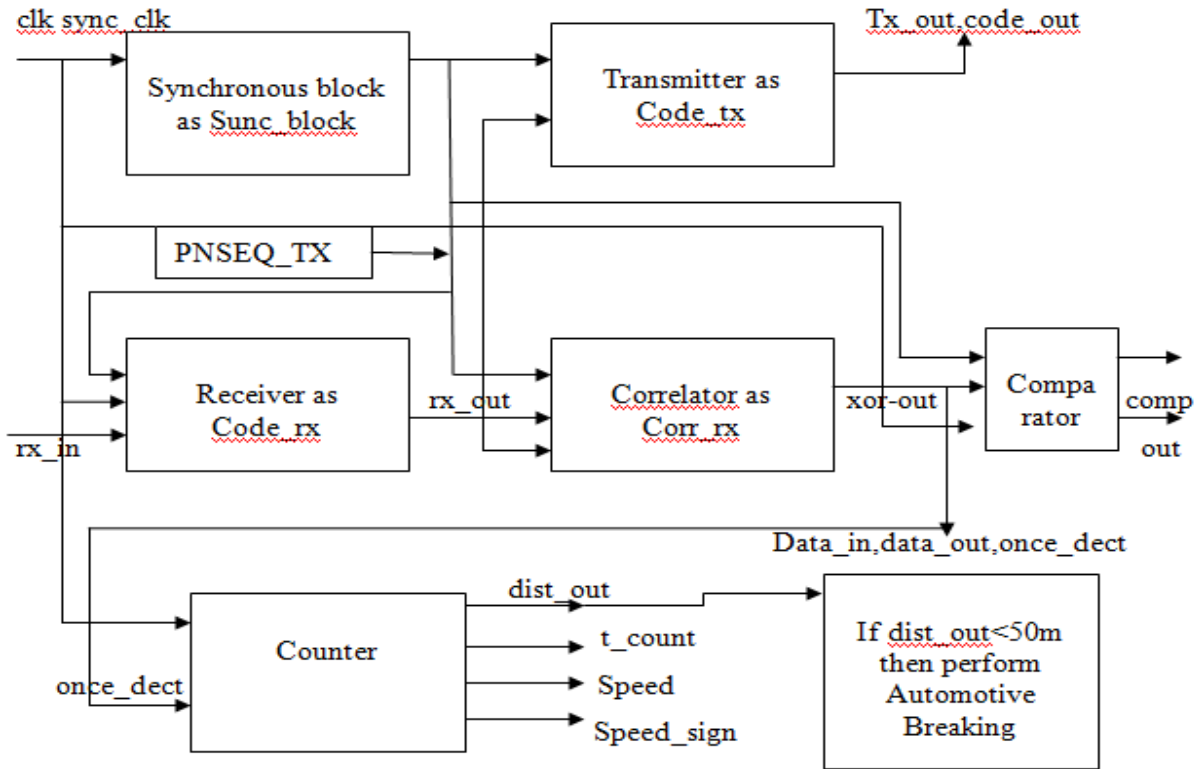 clk sync_clk
Tx_out,code_out
Synchronous block
as Sunc_block
Transmitter as
Code_tx
PNSEQ_TX
Receiver as
Code_rx
rx_in
rx_out
Correlator as
Corr_rx
xor-out
Compa
rator
comp
out
Data_in,data_out,once_dect
Counter
once_dect
dist_out
t_count
Speed
Speed_sign
If dist_out<50m
then perform
Automotive
Breaking